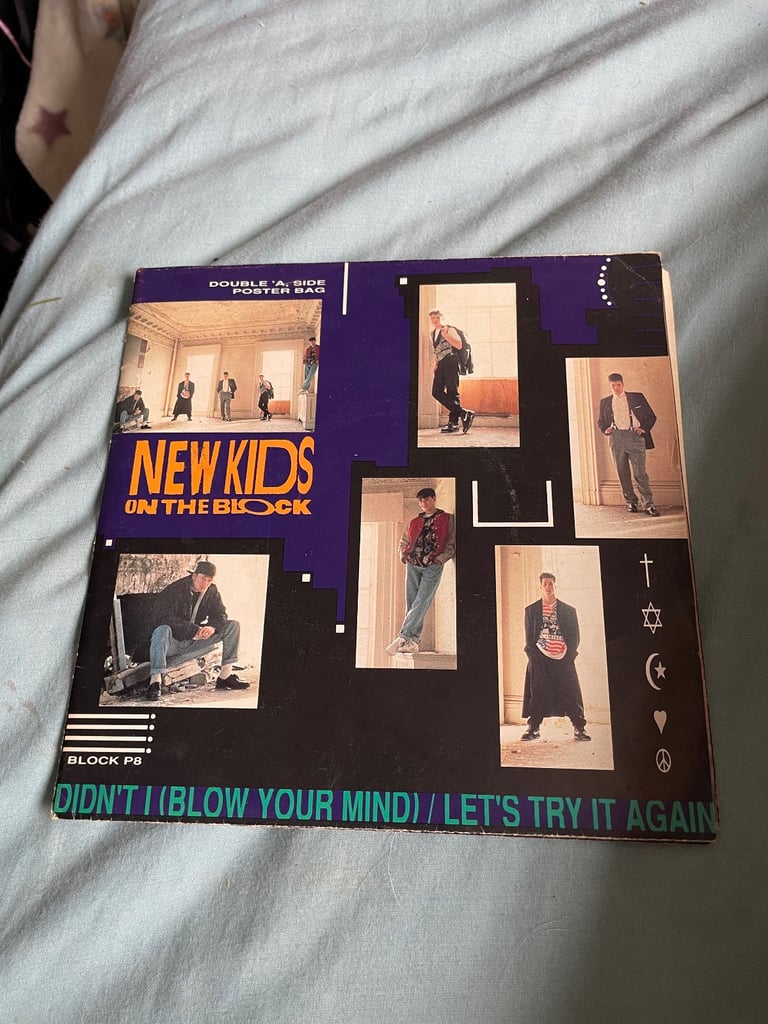 DOUBLE 'A, SIDE
POSTER BAG
NEW KIDS
ON THE BLOCK
BLOCK P8
DIDN'T I (BLOW YOUR MIND) / LET'S TRY IT AGAIN